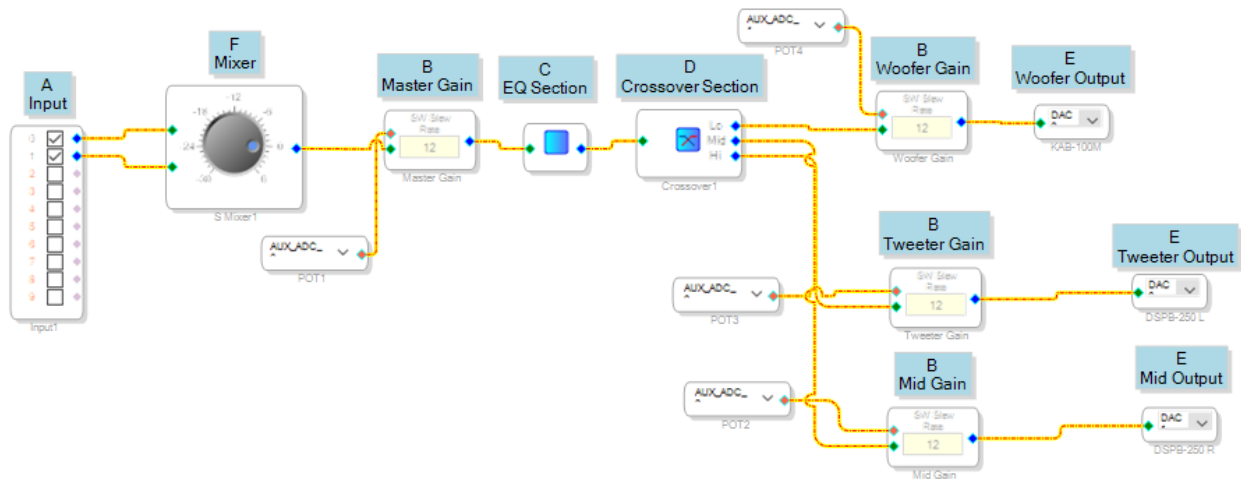 A
Input
0
1
2
3
4
5
6
7
8
9
Input1
F
Mixer
-12
-18
-6
-24
0
-30
6
S Mixer1
AUX_ADC_
POT1
B
Master Gain
SW Slew
Rate
12
Master Gain
C
EQ Section
D
Crossover Section
Lo
Mid
Hi
Crossover1
AUX_ADC_
POT4
B
Woofer Gain
SW Slew
Rate
12
Woofer Gain
E
Woofer Output
DAC
KAB-100M
AUX_ADC_
POT3
B
Tweeter Gain
SW Slew
Rate
12
Tweeter Gain
E
Tweeter Output
DAC
DSPB-250 L
AUX_ADC_
POT2
B
Mid Gain
SW Slew
Rate
12
Mid Gain
E
Mid Output
DAC
DSPB-250 R